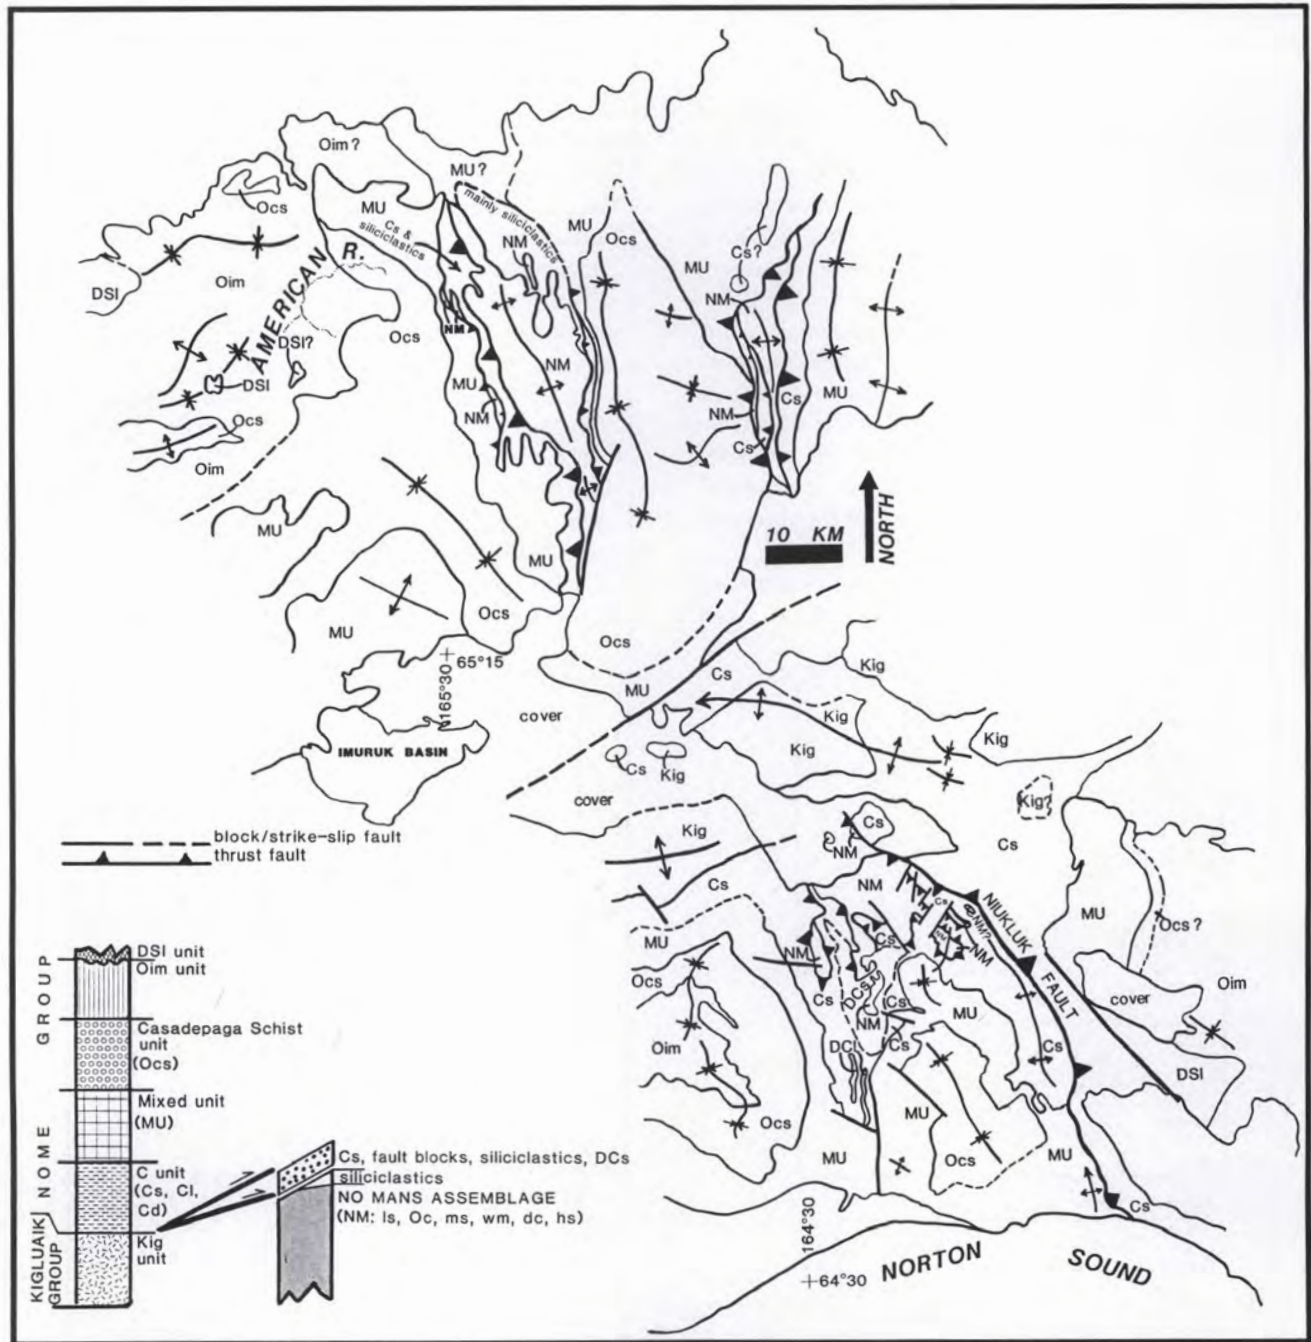 Oim?
MU?
Ocs
MU
mainly siliciclastics
Cs &
siliciclastics
R.
NM
MU
Ocs
Cs?
MU
DSI
Oim
AMERICAN
DSI?
Ocs
NM
NM
DSI
MU
NM
NM
Cs
MU
Ocs
Oim
NM
Cs
MU
10 KM
NORTH
MU
MU
Ocs
Ocs
165°30
65°15
MU
Cs
Kig
cover
Kig
Kig
Kig
IMURUK BASIN
Cs
Kig
cover
Kig?
block/strike-slip fault
thrust fault
Kig
Cs
NM
Cs
Cs
NM
Cs
NIUKLUK
FAULT
MU
Ocs?
MU
NM?
NM
NM
Cs
Ocs
DCs
Cs
Cs
NM
MU
cover
Oim
Oim
DCl
Cs
Cs
DSI
Ocs
MU
Ocs
MU
MU
Cs
164°30
64°30
NORTON SOUND
GROUP
NOME
KIGLUAIK
GROUP
DSI unit
Oim unit
Casadepaga Schist
unit
(Ocs)
Mixed unit
(MU)
C unit
(Cs, Cl,
Cd)
Kig
unit
Cs, fault blocks, siliciclastics, DCs
siliciclastics
NO MANS ASSEMBLAGE
(NM: ls, Oc, ms, wm, dc, hs)